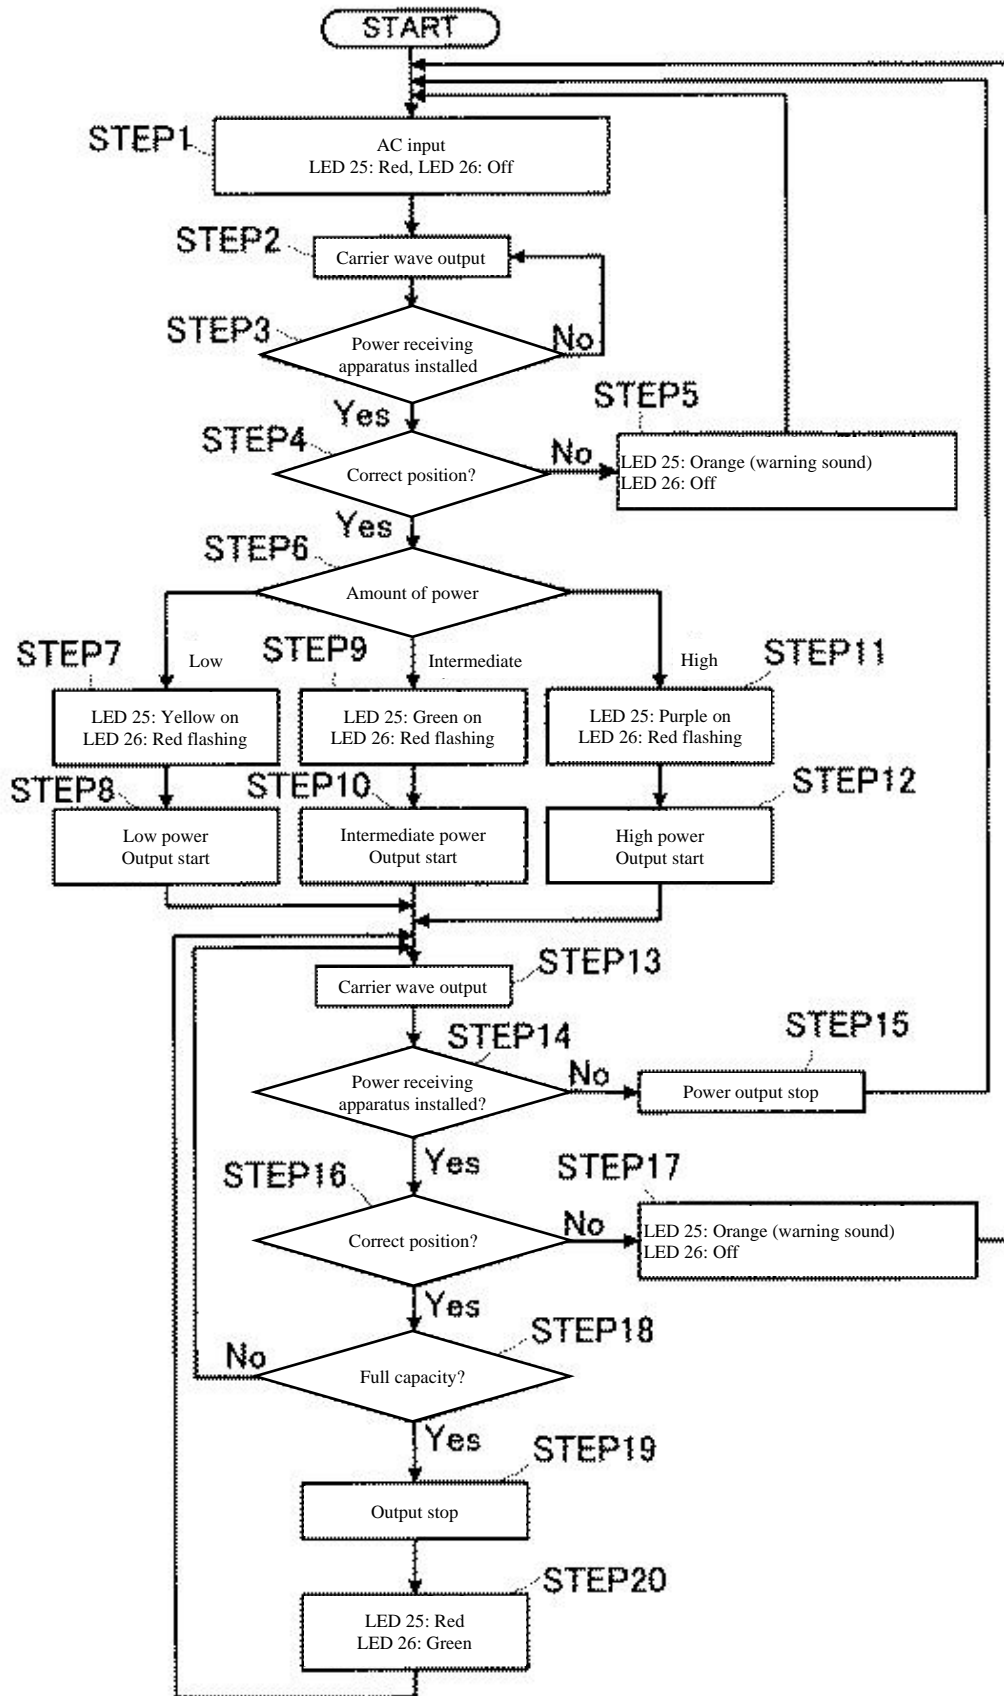 START
STEP1
AC input
LED 25: Red, LED 26: Off
STEP2
Carrier wave output
STEP3
Power receiving
apparatus installed
No
Yes
STEP4
Correct position?
No
STEP5
LED 25: Orange (warning sound)
LED 26: Off
Yes
STEP6
Amount of power
STEP7
Low
STEP9
Intermediate
High
STEP11
LED 25: Yellow on
LED 26: Red flashing
LED 25: Green on
LED 26: Red flashing
LED 25: Purple on
LED 26: Red flashing
STEP8
STEP10
STEP12
Low power
Output start
Intermediate power
Output start
High power
Output start
STEP13
Carrier wave output
STEP14
Power receiving
apparatus installed?
No
STEP15
Power output stop
Yes
STEP16
Correct position?
No
STEP17
LED 25: Orange (warning sound)
LED 26: Off
Yes
STEP18
Full capacity?
No
Yes
STEP19
Output stop
STEP20
LED 25: Red
LED 26: Green